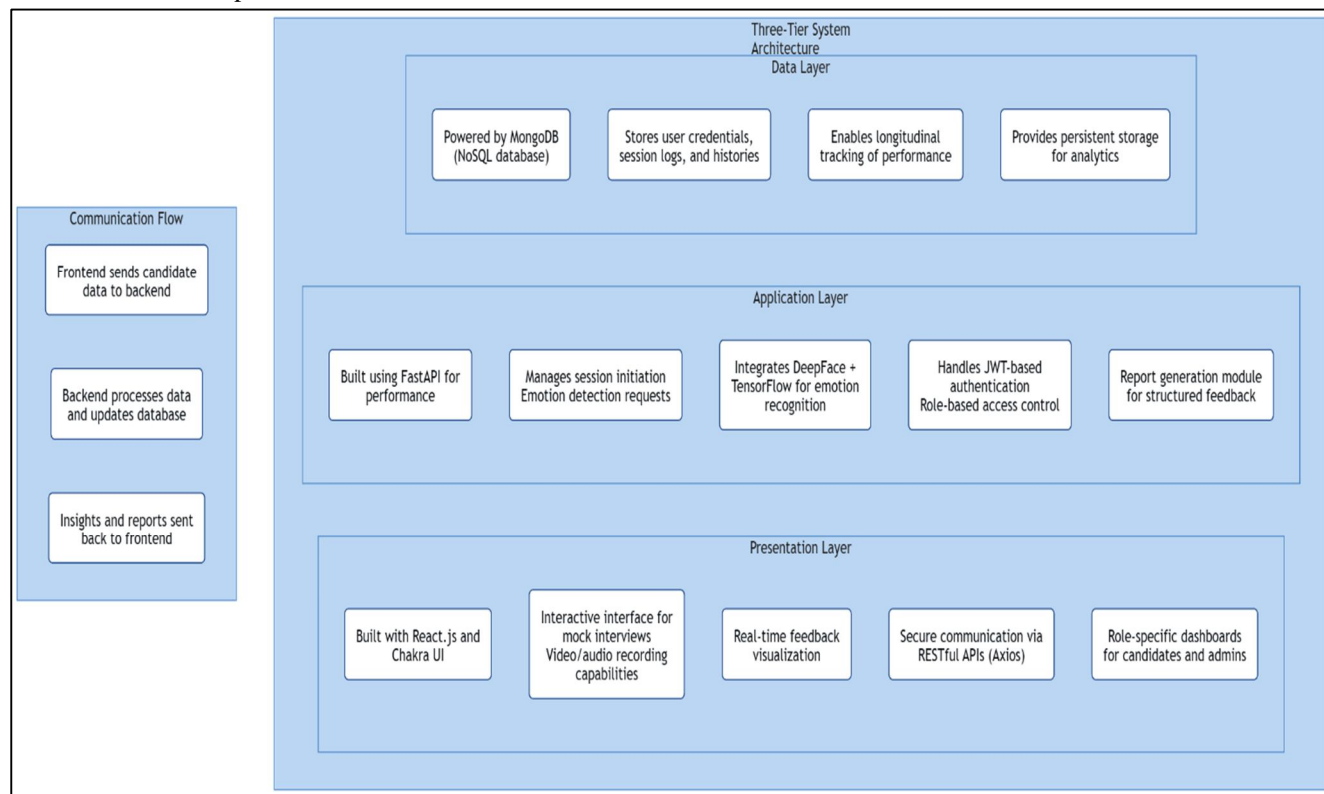 Three-Tier System
Architecture
Data Layer
Powered by MongoDB
(NoSQL database)
Stores user credentials,
session logs, and histories
Enables longitudinal
tracking of performance
Provides persistent storage
for analytics
Communication Flow
Frontend sends candidate
data to backend
Backend processes data
and updates database
Insights and reports sent
back to frontend
Application Layer
Built using FastAPI for
performance
Manages session initiation
Emotion detection requests
Integrates DeepFace +
TensorFlow for emotion
recognition
Handles JWT-based
authentication
Role-based access control
Report generation module
for structured feedback
Presentation Layer
Built with React.js and
Chakra UI
Interactive interface for
mock interviews
Video/audio recording
capabilities
Real-time feedback
visualization
Secure communication via
RESTful APIs (Axios)
Role-specific dashboards
for candidates and admins